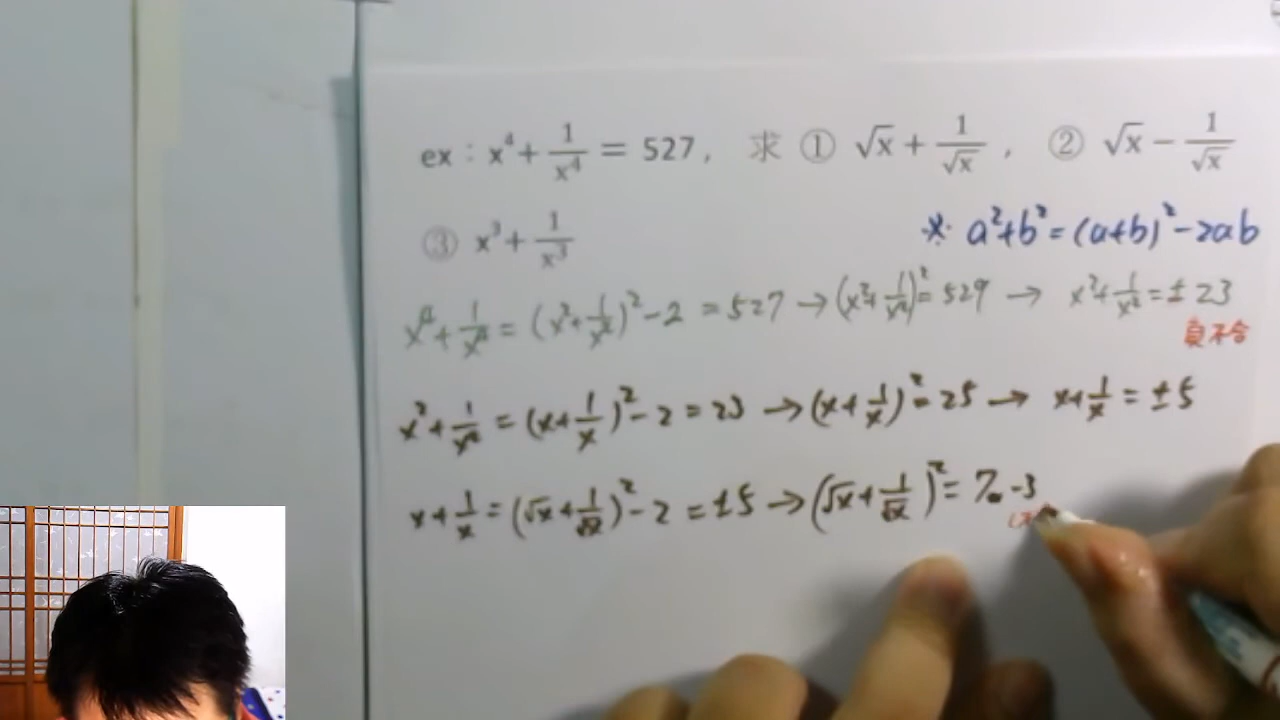 ex：x⁴ + 1/x⁴ = 527， 求 ① √x + 1/√x ， ② √x − 1/√x
③ x³ + 1/x³
※ a²+b²=(a+b)²−2ab
x⁴ + 1/x⁴ = (x²+1/x²)² − 2 = 527 → (x²+1/x²)² = 529 → x²+1/x² = ±23
負不合
x²+1/x² = (x+1/x)² − 2 = 23 → (x+1/x)² = 25 → x+1/x = ±5
x+1/x = (√x+1/√x)² − 2 = ±5 → (√x+1/√x)² = 7. −3